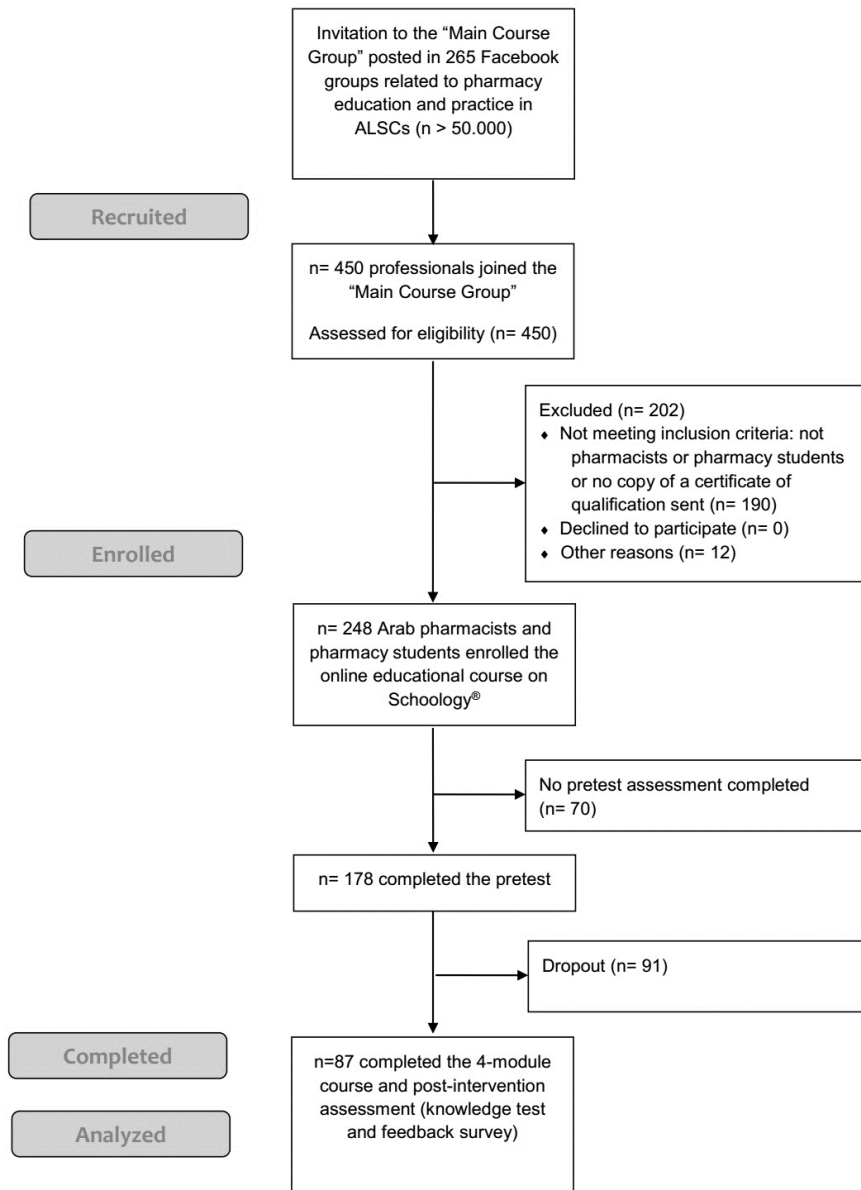 Invitation to the “Main Course
Group” posted in 265 Facebook
groups related to pharmacy
education and practice in
ALSCs (n > 50.000)
Recruited
n= 450 professionals joined the
“Main Course Group”
Assessed for eligibility (n= 450)
Excluded (n= 202)
♦ Not meeting inclusion criteria: not
pharmacists or pharmacy students
or no copy of a certificate of
qualification sent (n= 190)
♦ Declined to participate (n= 0)
♦ Other reasons (n= 12)
Enrolled
n= 248 Arab pharmacists and
pharmacy students enrolled the
online educational course on
Schoology®
No pretest assessment completed
(n= 70)
n= 178 completed the pretest
Dropout (n= 91)
Completed
n=87 completed the 4-module
course and post-intervention
assessment (knowledge test
and feedback survey)
Analyzed